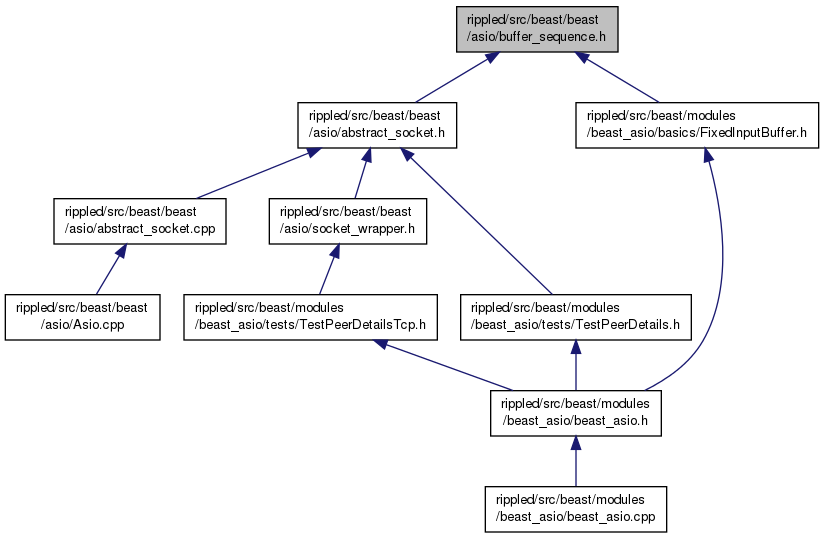 rippled/src/beast/beast
/asio/buffer_sequence.h
rippled/src/beast/beast
/asio/abstract_socket.h
rippled/src/beast/modules
/beast_asio/basics/FixedInputBuffer.h
rippled/src/beast/beast
/asio/abstract_socket.cpp
rippled/src/beast/beast
/asio/socket_wrapper.h
rippled/src/beast/beast
/asio/Asio.cpp
rippled/src/beast/modules
/beast_asio/tests/TestPeerDetailsTcp.h
rippled/src/beast/modules
/beast_asio/tests/TestPeerDetails.h
rippled/src/beast/modules
/beast_asio/beast_asio.h
rippled/src/beast/modules
/beast_asio/beast_asio.cpp